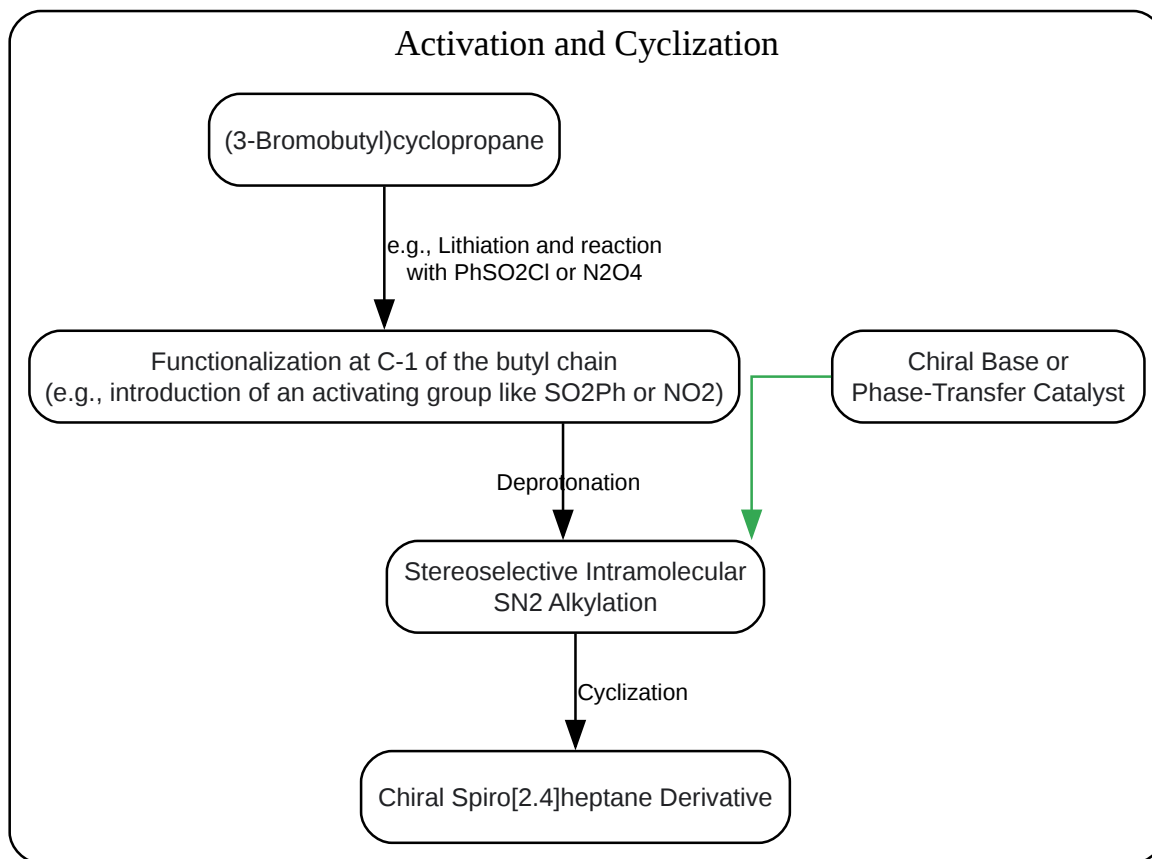 Activation and Cyclization
(3-Bromobutyl)cyclopropane
e.g., Lithiation and reaction
with PhSO2Cl or N2O4
Functionalization at C-1 of the butyl chain
(e.g., introduction of an activating group like SO2Ph or NO2)
Chiral Base or
Phase-Transfer Catalyst
Deprotonation
Stereoselective Intramolecular
SN2 Alkylation
Cyclization
Chiral Spiro[2.4]heptane Derivative